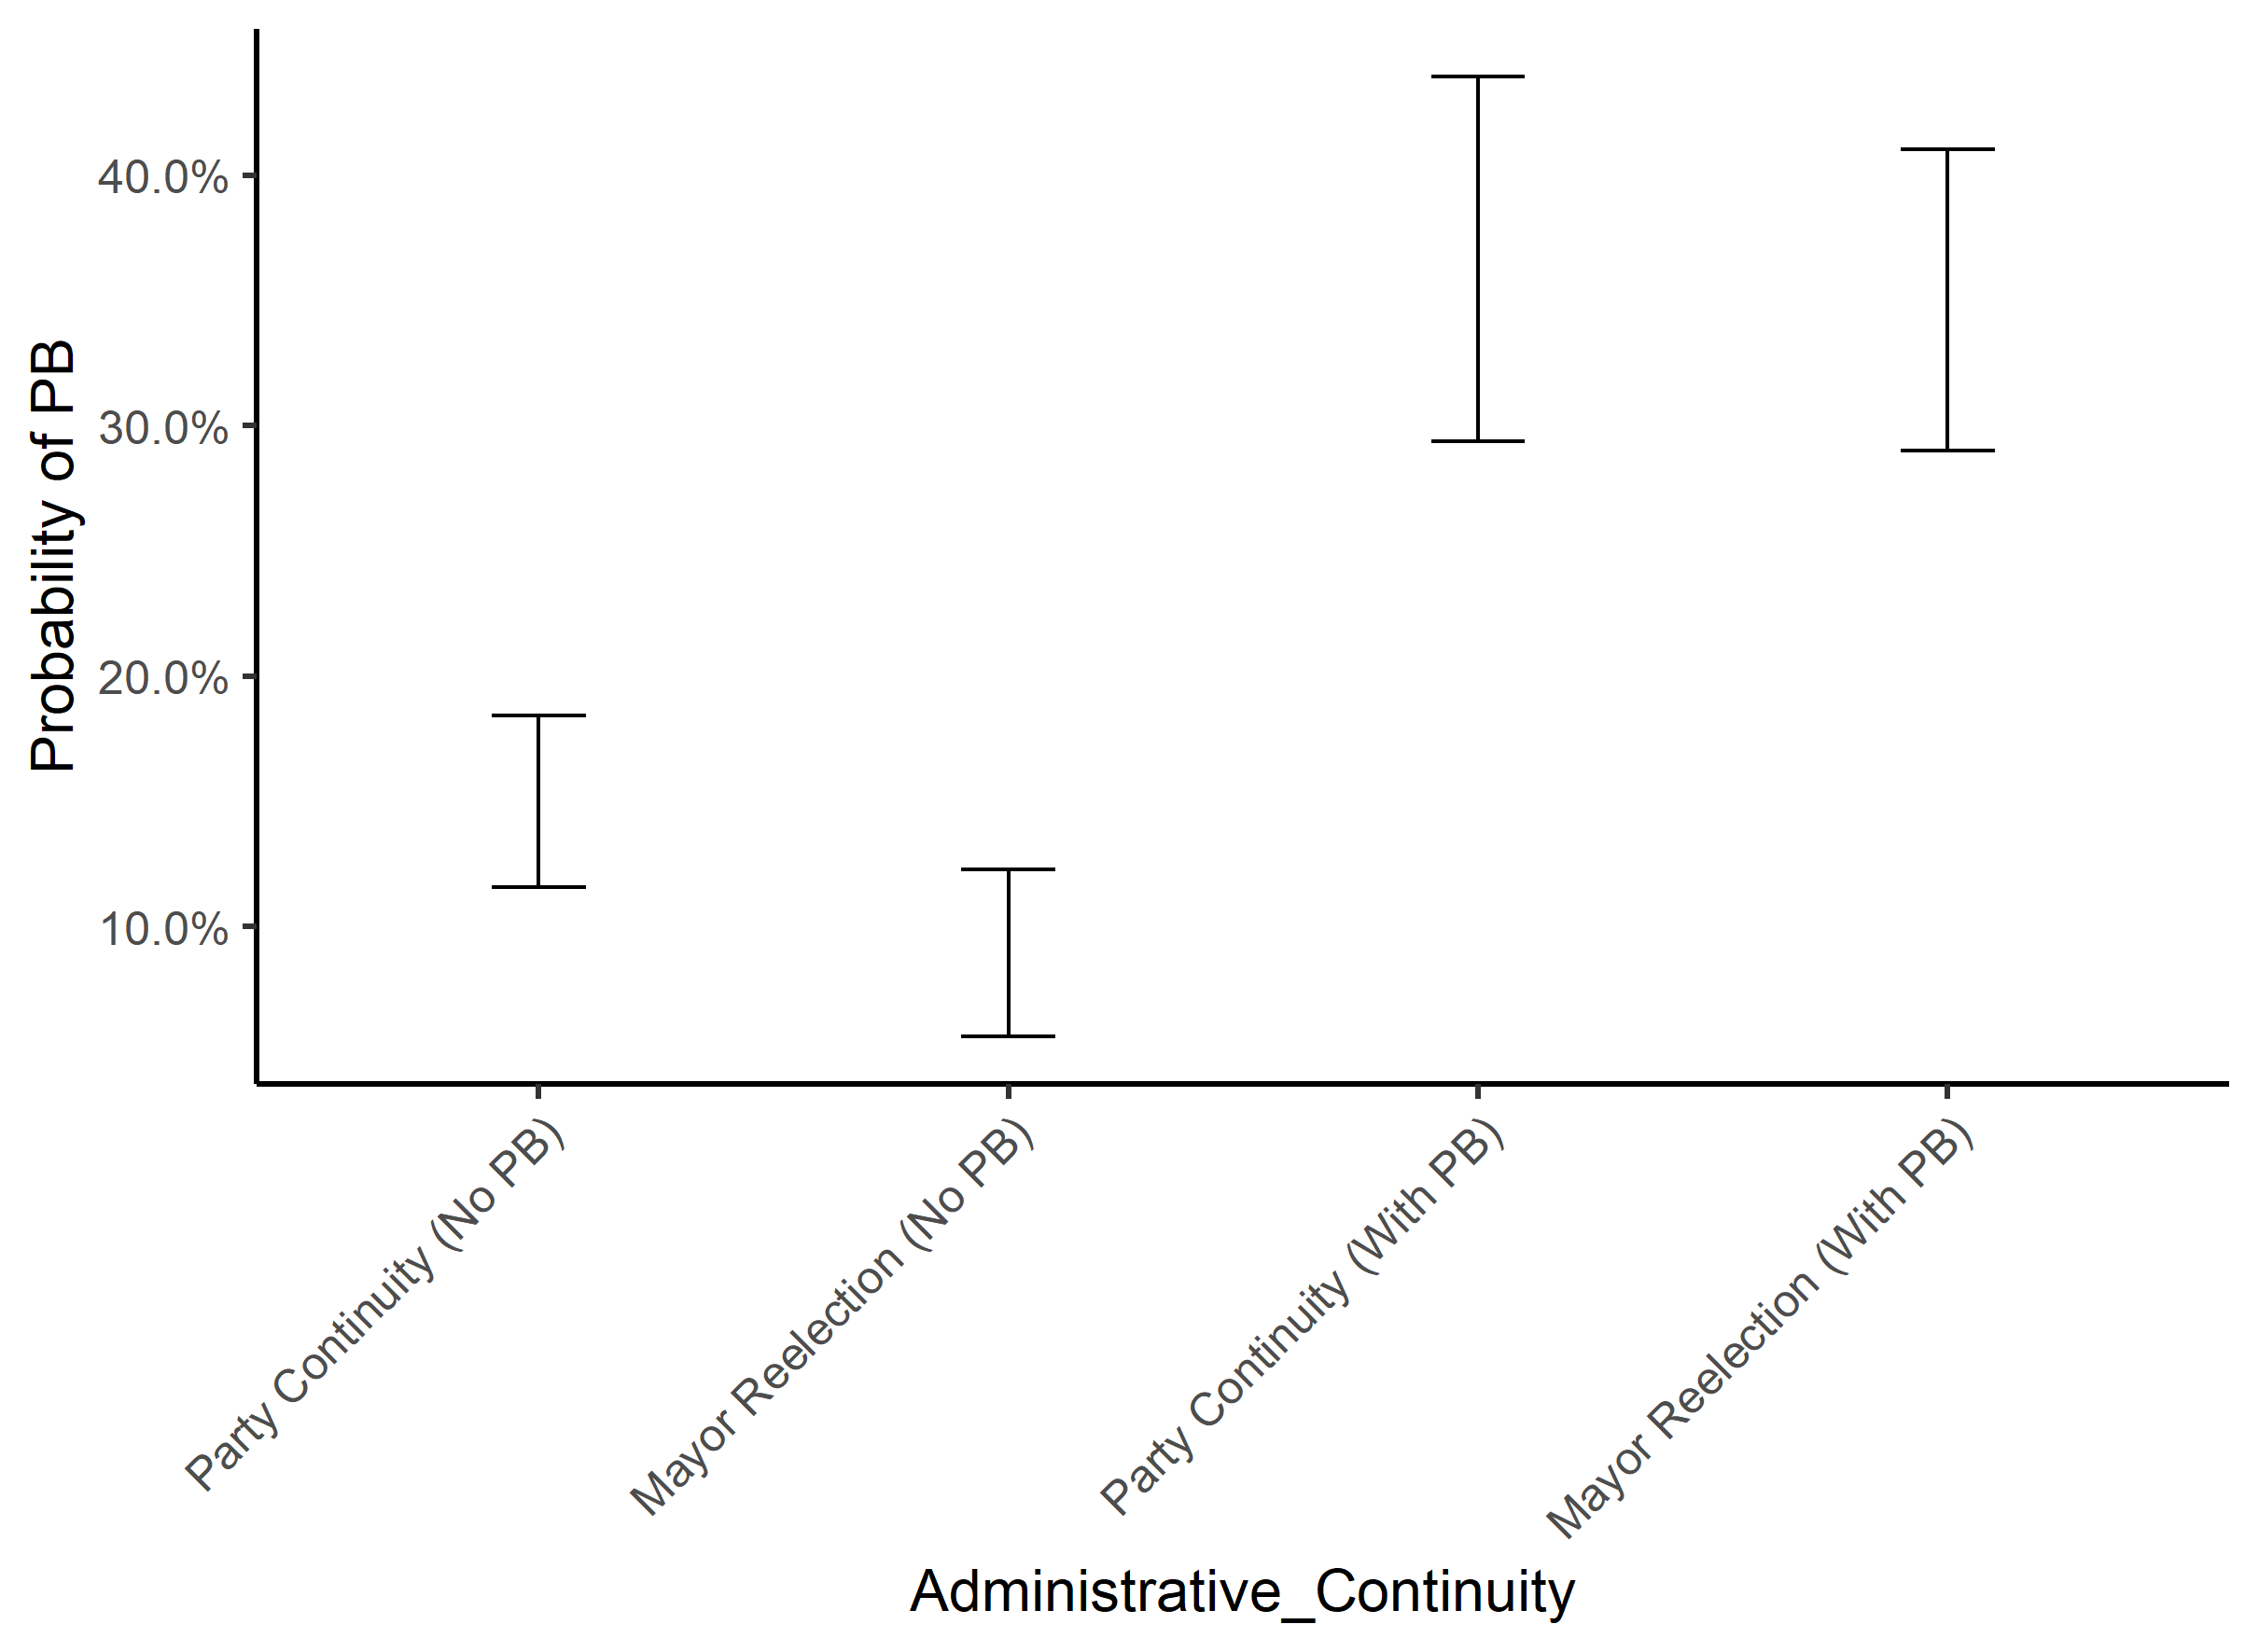 Probability of PB
40.0%
30.0%
20.0%
10.0%
Party Continuity (No PB)
Mayor Reelection (No PB)
Party Continuity (With PB)
Mayor Reelection (With PB)
Administrative_Continuity